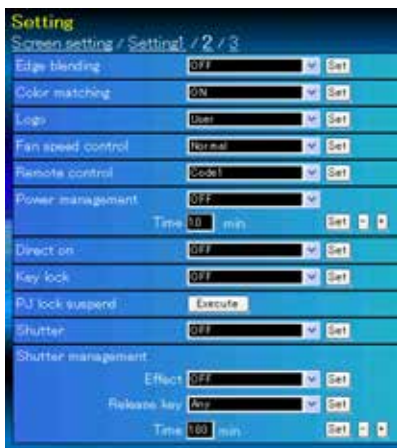 Setting
Screen setting / Setting1 / 2 / 3
Edge blending OFF Set
Color matching ON Set
Logo User Set
Fan speed control Normal Set
Remote control Code1 Set
Power management OFF
Time 10 min Set - +
Direct on OFF Set
Key lock OFF Set
PJ lock suspend Execute
Shutter OFF Set
Shutter management
Effect OFF Set
Release key Any Set
Time 180 min Set - +